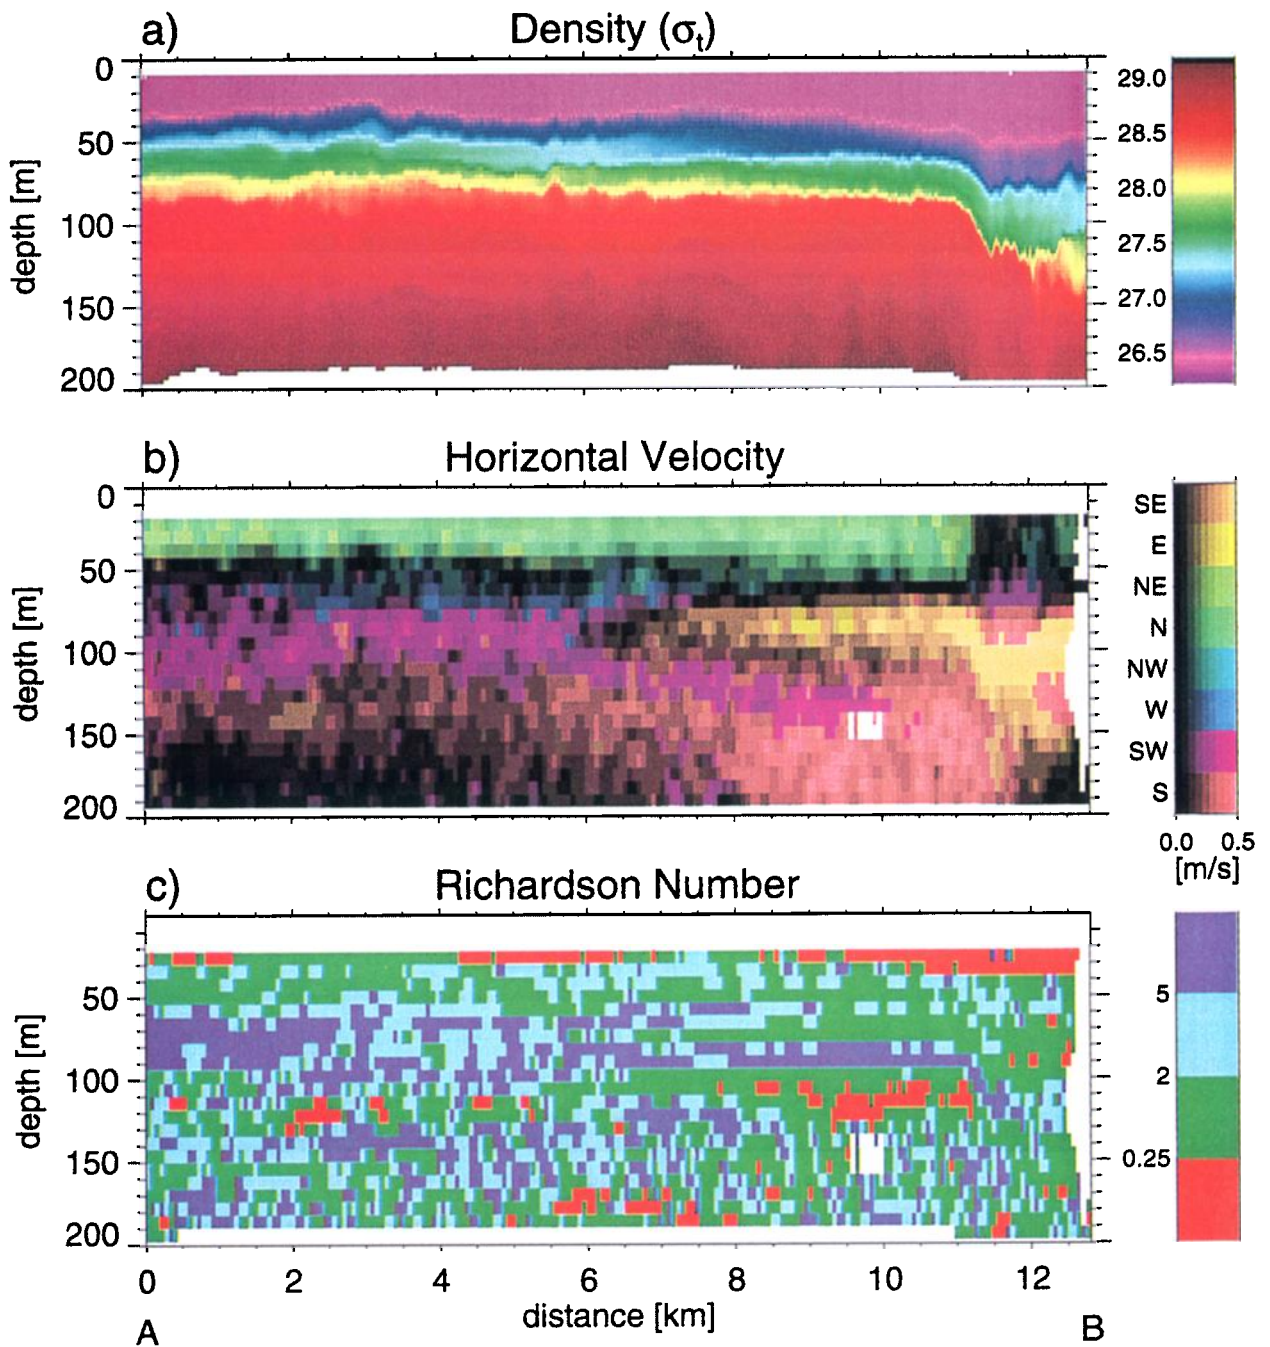 a) Density (σt)
0
50
100
150
200
depth [m]
29.0
28.5
28.0
27.5
27.0
26.5
b) Horizontal Velocity
0
50
100
150
200
depth [m]
SE
E
NE
N
NW
W
SW
S
0.0 0.5
[m/s]
c) Richardson Number
50
100
150
200
depth [m]
5
2
0.25
0 2 4 6 8 10 12
distance [km]
A B